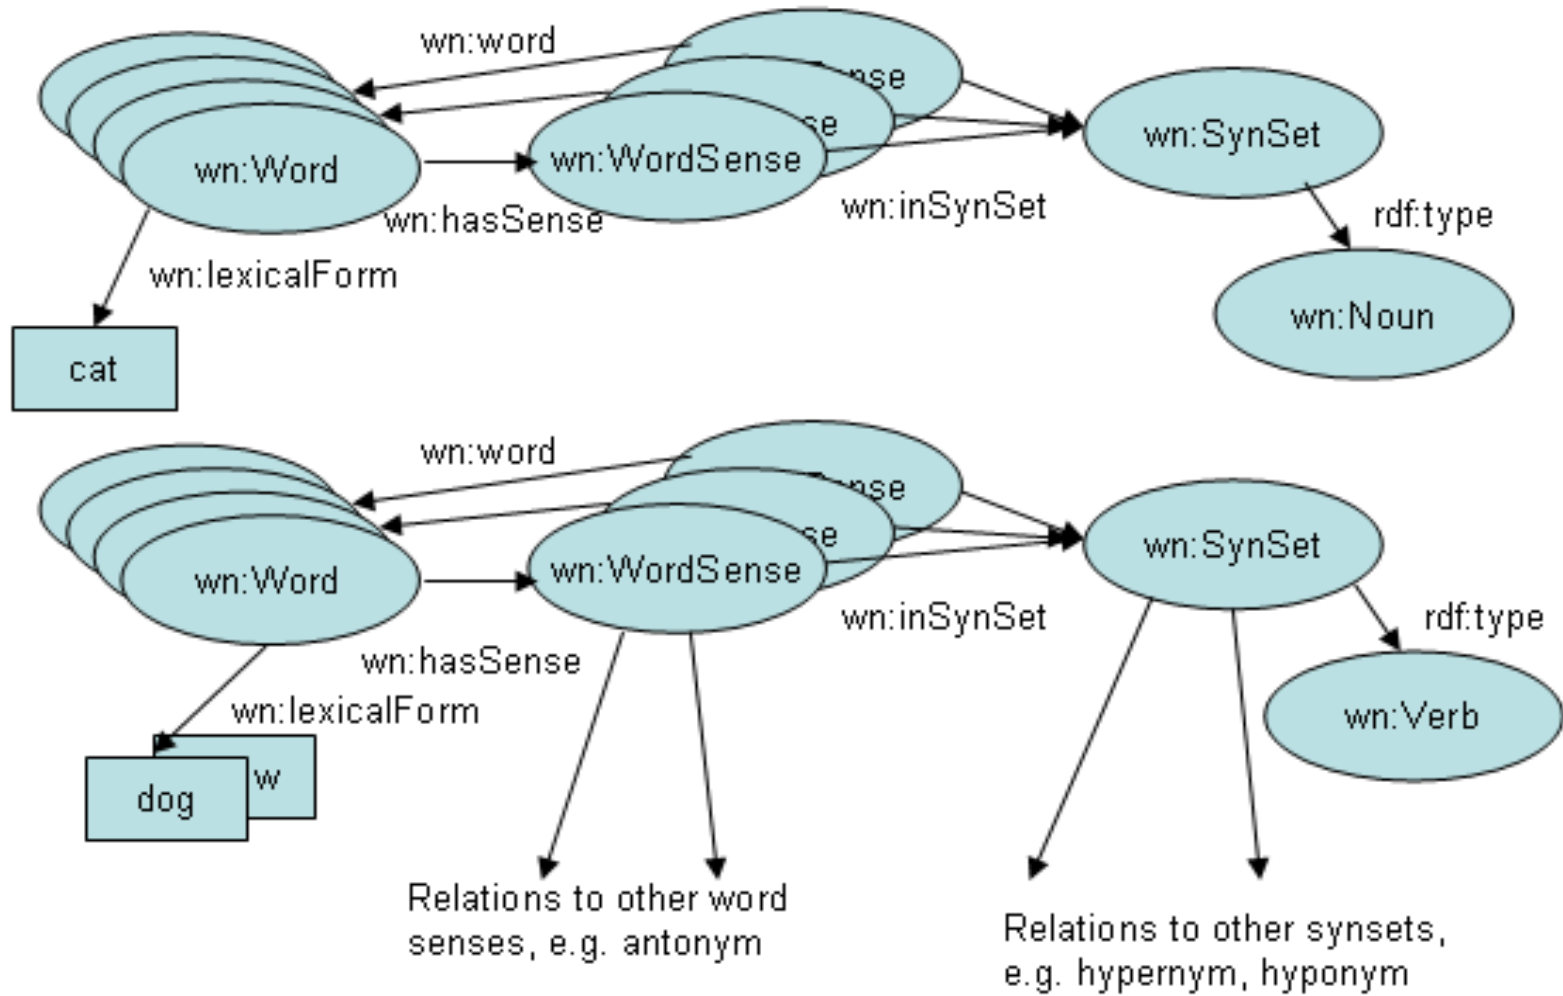 wn:word
wn:Word
wn:WordSense
wn:SynSet
wn:hasSense
wn:inSynSet
rdf:type
wn:lexicalForm
wn:Noun
cat
wn:word
wn:Word
wn:WordSense
wn:SynSet
wn:hasSense
wn:inSynSet
rdf:type
wn:lexicalForm
wn:Verb
w
dog
Relations to other word
senses, e.g. antonym
Relations to other synsets,
e.g. hypernym, hyponym